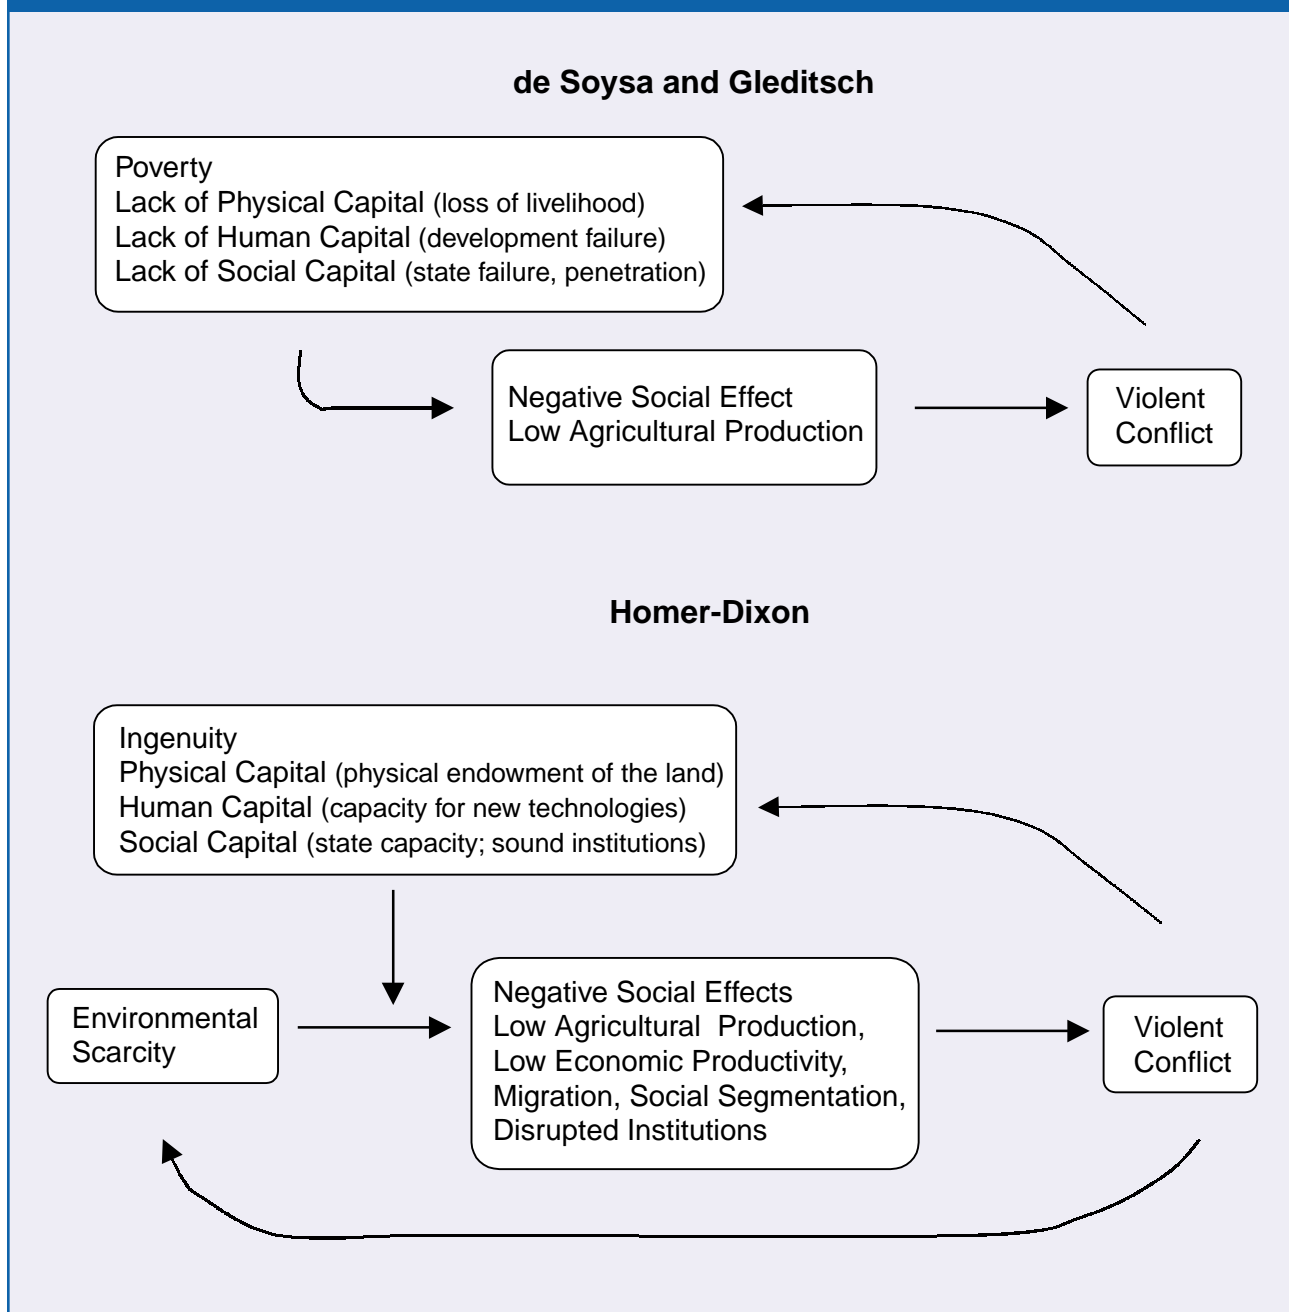 de Soysa and Gleditsch
Poverty
Lack of Physical Capital (loss of livelihood)
Lack of Human Capital (development failure)
Lack of Social Capital (state failure, penetration)
Negative Social Effect
Low Agricultural Production
Violent
Conflict
Homer-Dixon
Ingenuity
Physical Capital (physical endowment of the land)
Human Capital (capacity for new technologies)
Social Capital (state capacity; sound institutions)
Environmental
Scarcity
Negative Social Effects
Low Agricultural Production,
Low Economic Productivity,
Migration, Social Segmentation,
Disrupted Institutions
Violent
Conflict